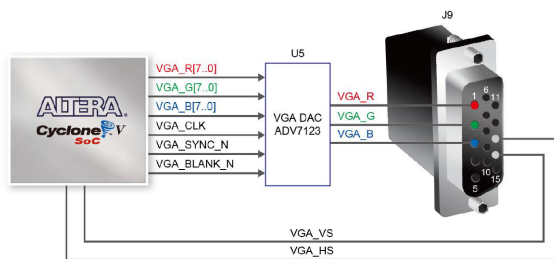 J9
U5
ALTERA®
Cyclone V
SoC
VGA_R[7..0]
VGA_G[7..0]
VGA_B[7..0]
VGA_CLK
VGA_SYNC_N
VGA_BLANK_N
VGA DAC
ADV7123
VGA_R
VGA_G
VGA_B
1
6
11
5
10
15
VGA_VS
VGA_HS